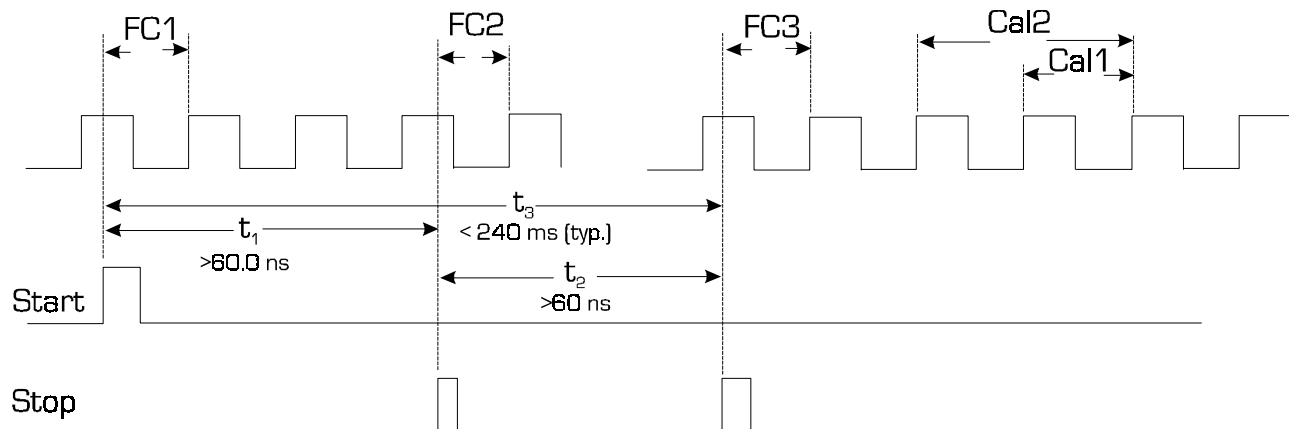 FC1
FC2
FC3
Cal2
Cal1
t₃
t₁
< 240 ms (typ.)
>60.0 ns
t₂
>60 ns
Start
Stop